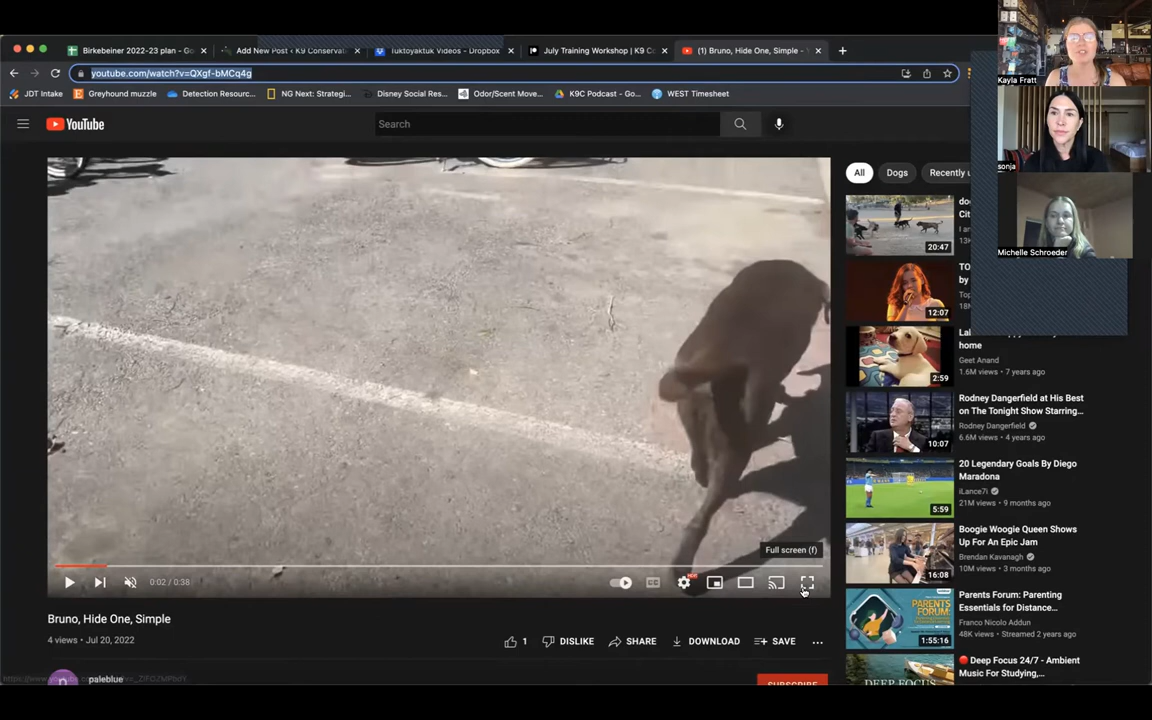 Birkebeiner 2022-23 plan - Go
Add New Post ‹ K9 Conservat
Tuktoyaktuk Videos - Dropbox
July Training Workshop | K9 Co
(1) Bruno, Hide One, Simple -
youtube.com/watch?v=QXgf-bMCq4g
JDT Intake
Greyhound muzzle
Detection Resourc...
NG Next: Strategi...
Disney Social Res...
Odor/Scent Move...
K9C Podcast - Go...
WEST Timesheet
YouTube
Search
All
Dogs
Recently u
20:47
12:07
home
Geet Anand
1.6M views • 7 years ago
2:59
Rodney Dangerfield at His Best
on The Tonight Show Starring...
Rodney Dangerfield
6.6M views • 4 years ago
10:07
20 Legendary Goals By Diego
Maradona
iLance7i
21M views • 9 months ago
5:59
Boogie Woogie Queen Shows
Up For An Epic Jam
Brendan Kavanagh
10M views • 3 months ago
16:08
Parents Forum: Parenting
Essentials for Distance...
Franco Nicolo Addun
48K views • Streamed 2 years ago
PARENTS
FORUM:
1:55:16
Deep Focus 24/7 - Ambient
Music For Studying,...
DEEP FOCUS
Kayla Fratt
sonja
Michelle Schroeder
Full screen (f)
0:02 / 0:38
Bruno, Hide One, Simple
4 views • Jul 20, 2022
1
DISLIKE
SHARE
DOWNLOAD
SAVE
paleblue
SUBSCRIBE